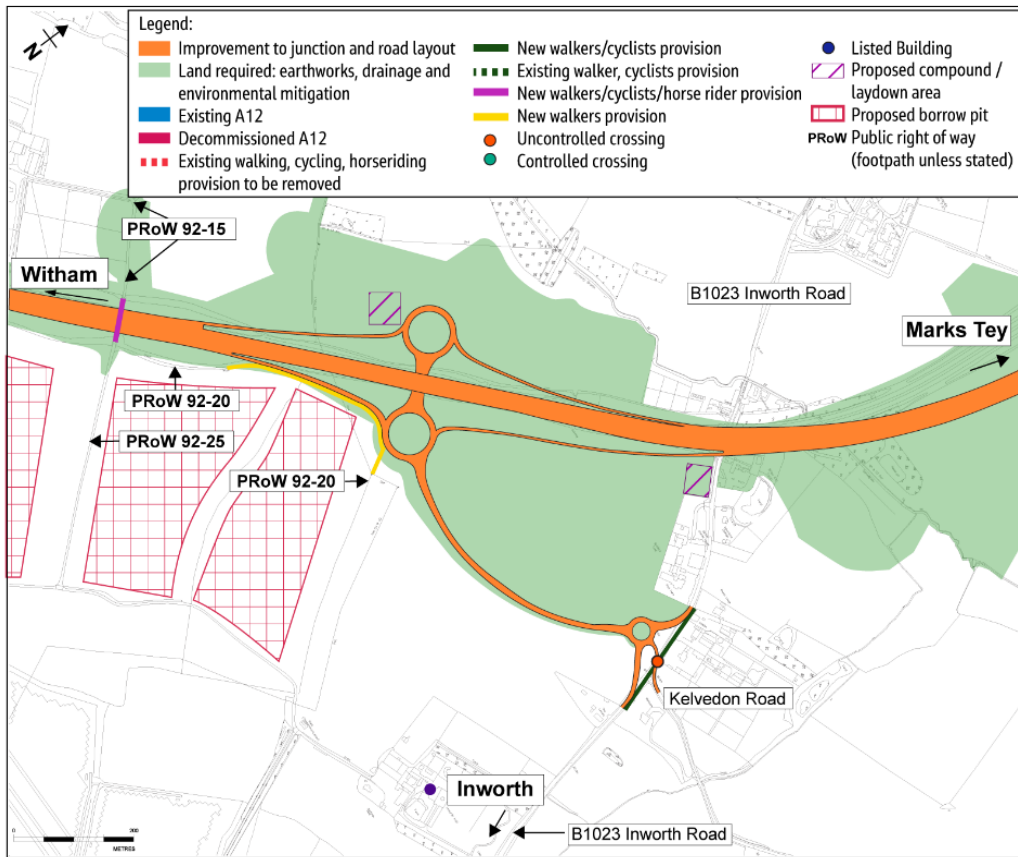 Legend:
Improvement to junction and road layout
Land required: earthworks, drainage and
environmental mitigation
Existing A12
Decommissioned A12
Existing walking, cycling, horseriding
provision to be removed
New walkers/cyclists provision
Existing walker, cyclists provision
New walkers/cyclists/horse rider provision
New walkers provision
Uncontrolled crossing
Controlled crossing
Listed Building
Proposed compound /
laydown area
Proposed borrow pit
PRoW Public right of way
(footpath unless stated)
N
PRoW 92-15
Witham
B1023 Inworth Road
Marks Tey
PRoW 92-20
PRoW 92-25
PRoW 92-20
Kelvedon Road
Inworth
B1023 Inworth Road
0 200
METRES